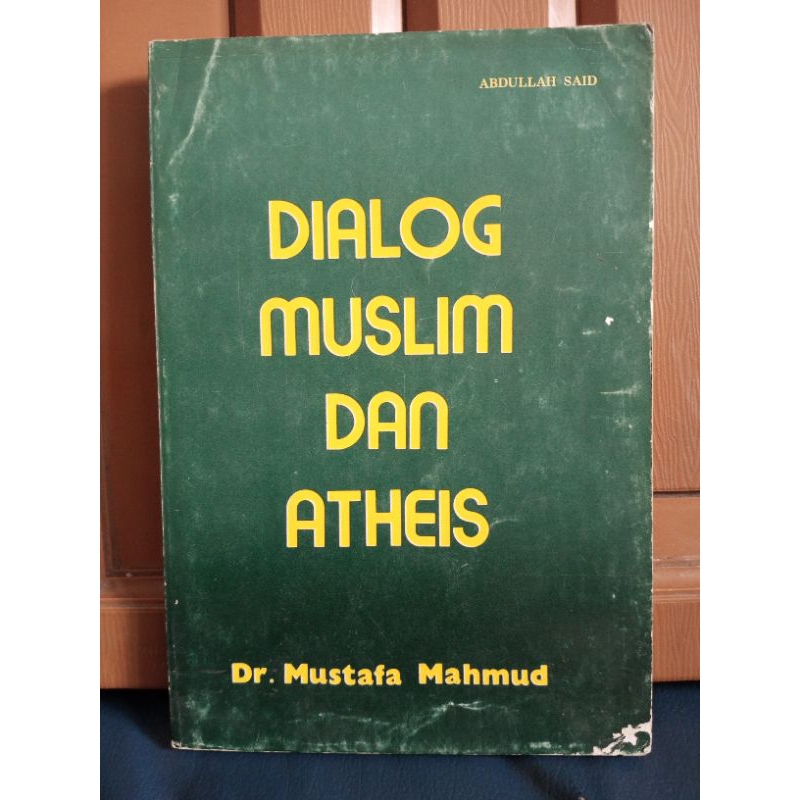 ABDULLAH SAID
DIALOG
MUSLIM
DAN
ATHEIS
Dr. Mustafa Mahmud